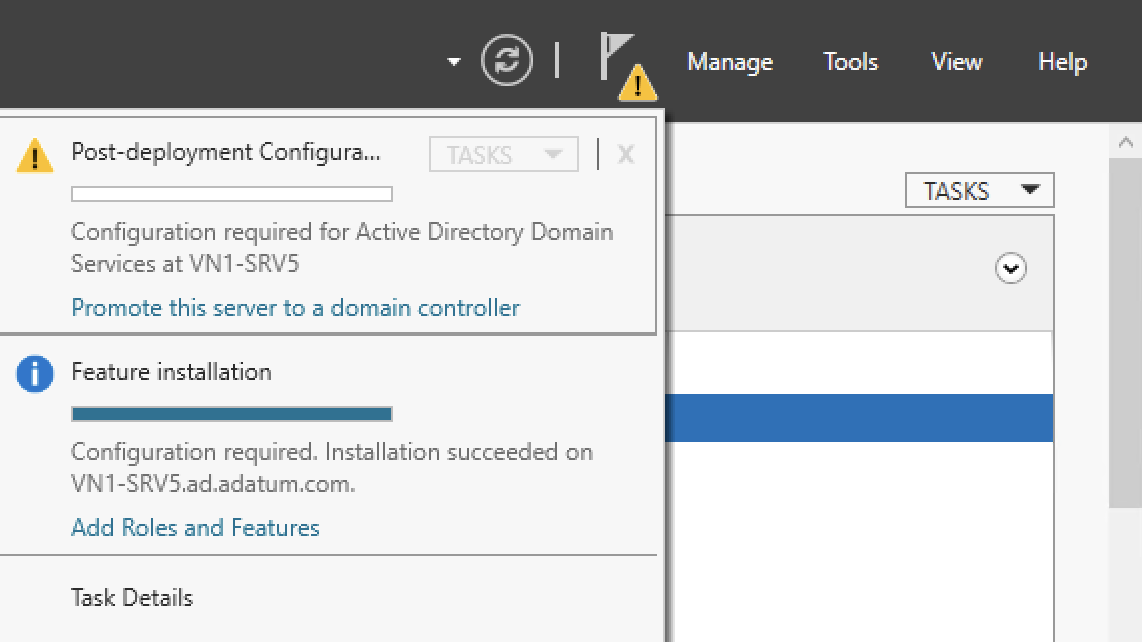 Manage Tools View Help
Post-deployment Configura... TASKS X
TASKS
Configuration required for Active Directory Domain
Services at VN1-SRV5
Promote this server to a domain controller
Feature installation
Configuration required. Installation succeeded on
VN1-SRV5.ad.adatum.com.
Add Roles and Features
Task Details